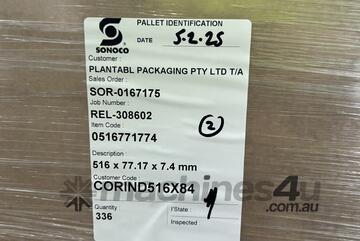 SONOCO
PALLET IDENTIFICATION
DATE 5.2.25
Customer :
PLANTABL PACKAGING PTY LTD T/A
Sales Order :
SOR-0167175
Job Number :
REL-308602
2
Item Code :
0516771774
Description :
516 x 77.17 x 7.4 mm
Customer Code :
CORIND516X84
Quantity
336
I'State :
Inspected
machines4u
.com.au